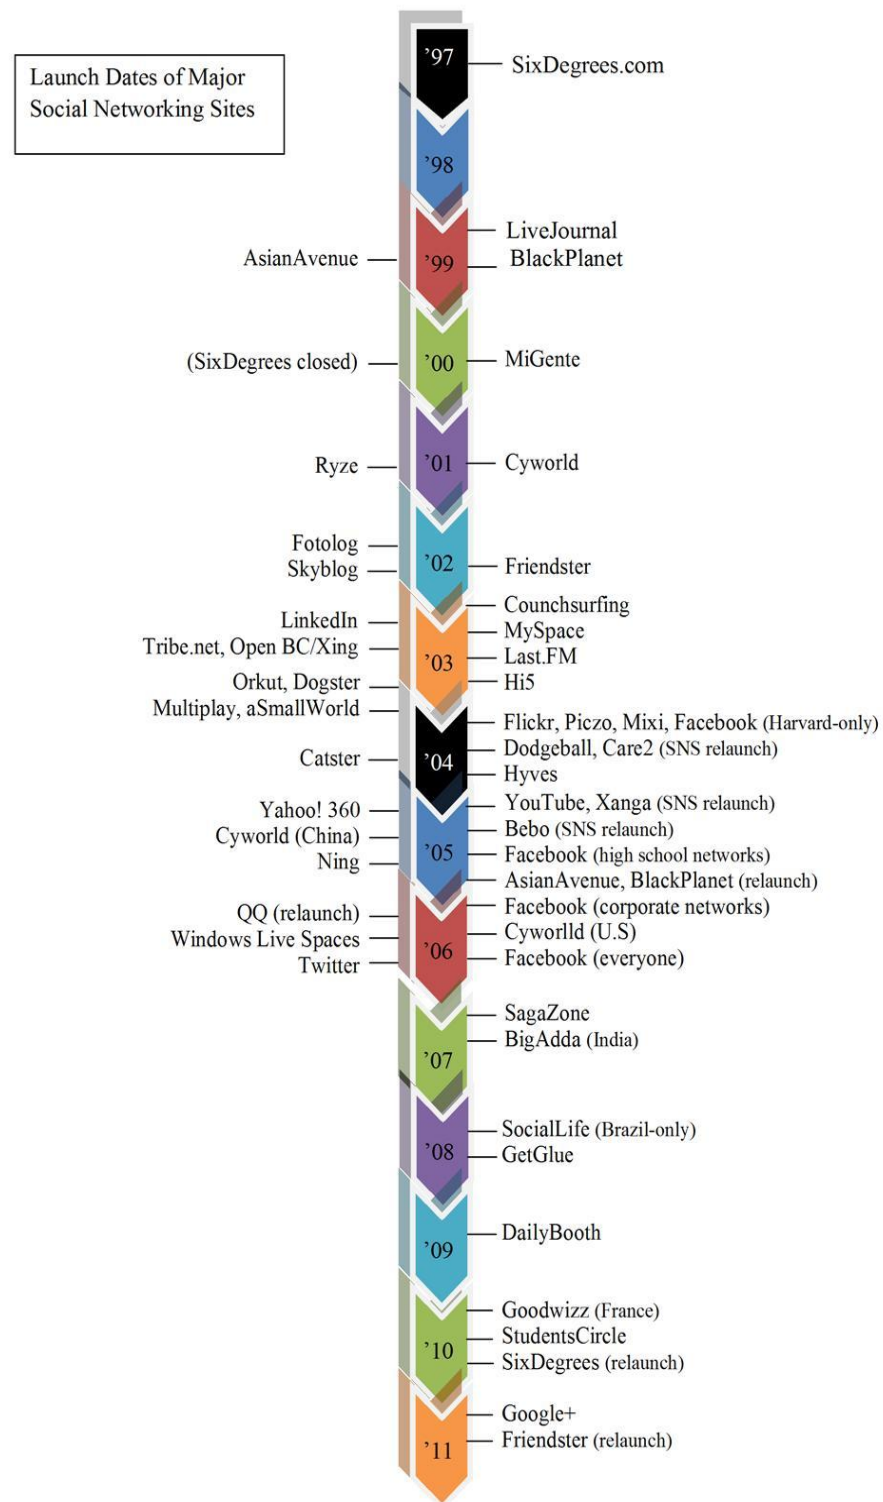 Launch Dates of Major
Social Networking Sites
’97
SixDegrees.com
’98
LiveJournal
AsianAvenue
’99
BlackPlanet
(SixDegrees closed)
’00
MiGente
Ryze
’01
Cyworld
Fotolog
Skyblog
’02
Friendster
Counchsurfing
LinkedIn
MySpace
Tribe.net, Open BC/Xing
’03
Last.FM
Orkut, Dogster
Hi5
Multiplay, aSmallWorld
Flickr, Piczo, Mixi, Facebook (Harvard-only)
Catster
’04
Dodgeball, Care2 (SNS relaunch)
Hyves
Yahoo! 360
YouTube, Xanga (SNS relaunch)
Cyworld (China)
Bebo (SNS relaunch)
Ning
’05
Facebook (high school networks)
AsianAvenue, BlackPlanet (relaunch)
QQ (relaunch)
Facebook (corporate networks)
Windows Live Spaces
’06
Cyworlld (U.S)
Twitter
Facebook (everyone)
SagaZone
’07
BigAdda (India)
SocialLife (Brazil-only)
’08
GetGlue
DailyBooth
’09
Goodwizz (France)
StudentsCircle
’10
SixDegrees (relaunch)
Google+
’11
Friendster (relaunch)